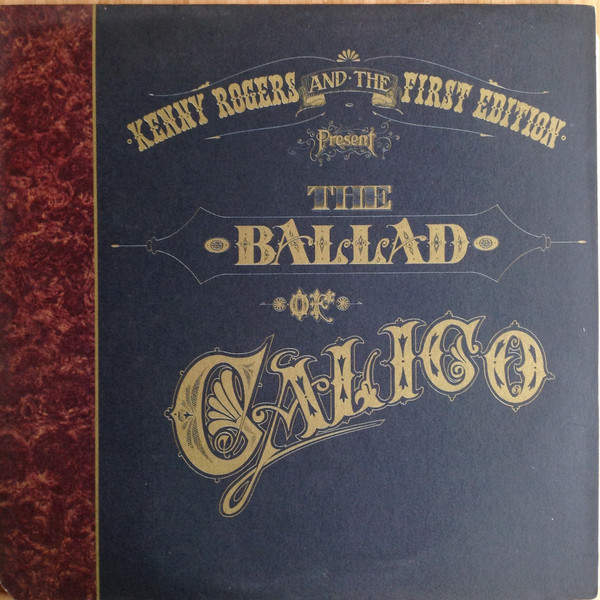 KENNY ROGERS AND·THE FIRST EDITION
Present
THE
BALLAD
OF
CALICO